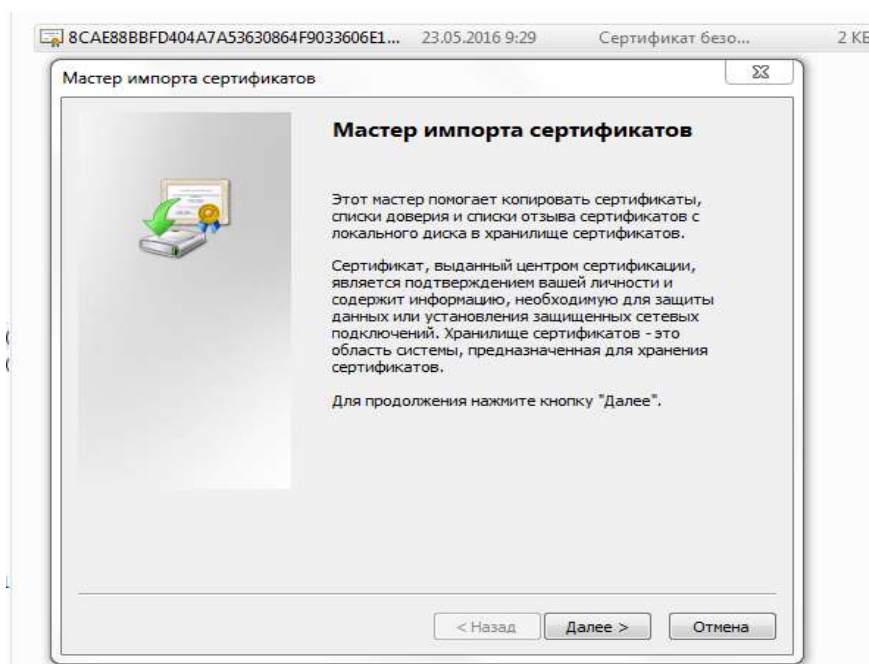 8CAE88BBFD404A7A53630864F9033606E1... 23.05.2016 9:29 Сертификат безо... 2 КБ
Мастер импорта сертификатов
Мастер импорта сертификатов
Этот мастер помогает копировать сертификаты,
списки доверия и списки отзыва сертификатов с
локального диска в хранилище сертификатов.
Сертификат, выданный центром сертификации,
является подтверждением вашей личности и
содержит информацию, необходимую для защиты
данных или установления защищенных сетевых
подключений. Хранилище сертификатов - это
область системы, предназначенная для хранения
сертификатов.
Для продолжения нажмите кнопку "Далее".
< Назад Далее > Отмена